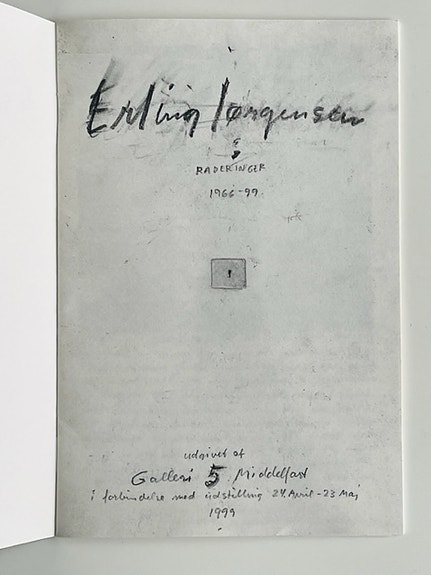 Erling Jørgensen
RADERINGER
1966-99
udgivet af
Galleri 5 Middelfart
i forbindelse med udstilling 24. April - 23 Maj
1999